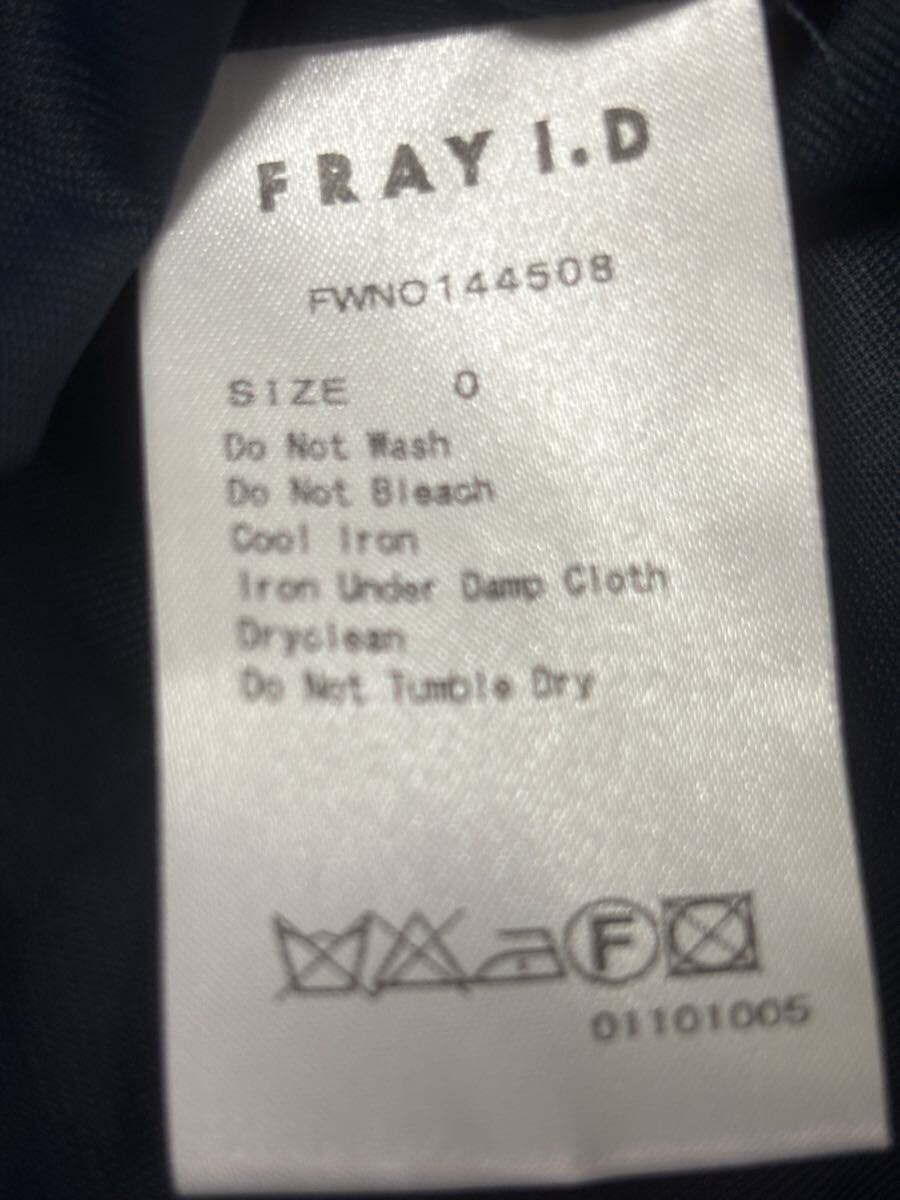 FRAY I.D
FWNO144508
SIZE 0
Do Not Wash
Do Not Bleach
Cool Iron
Iron Under Damp Cloth
Dryclean
Do Not Tumble Dry
F
01101005